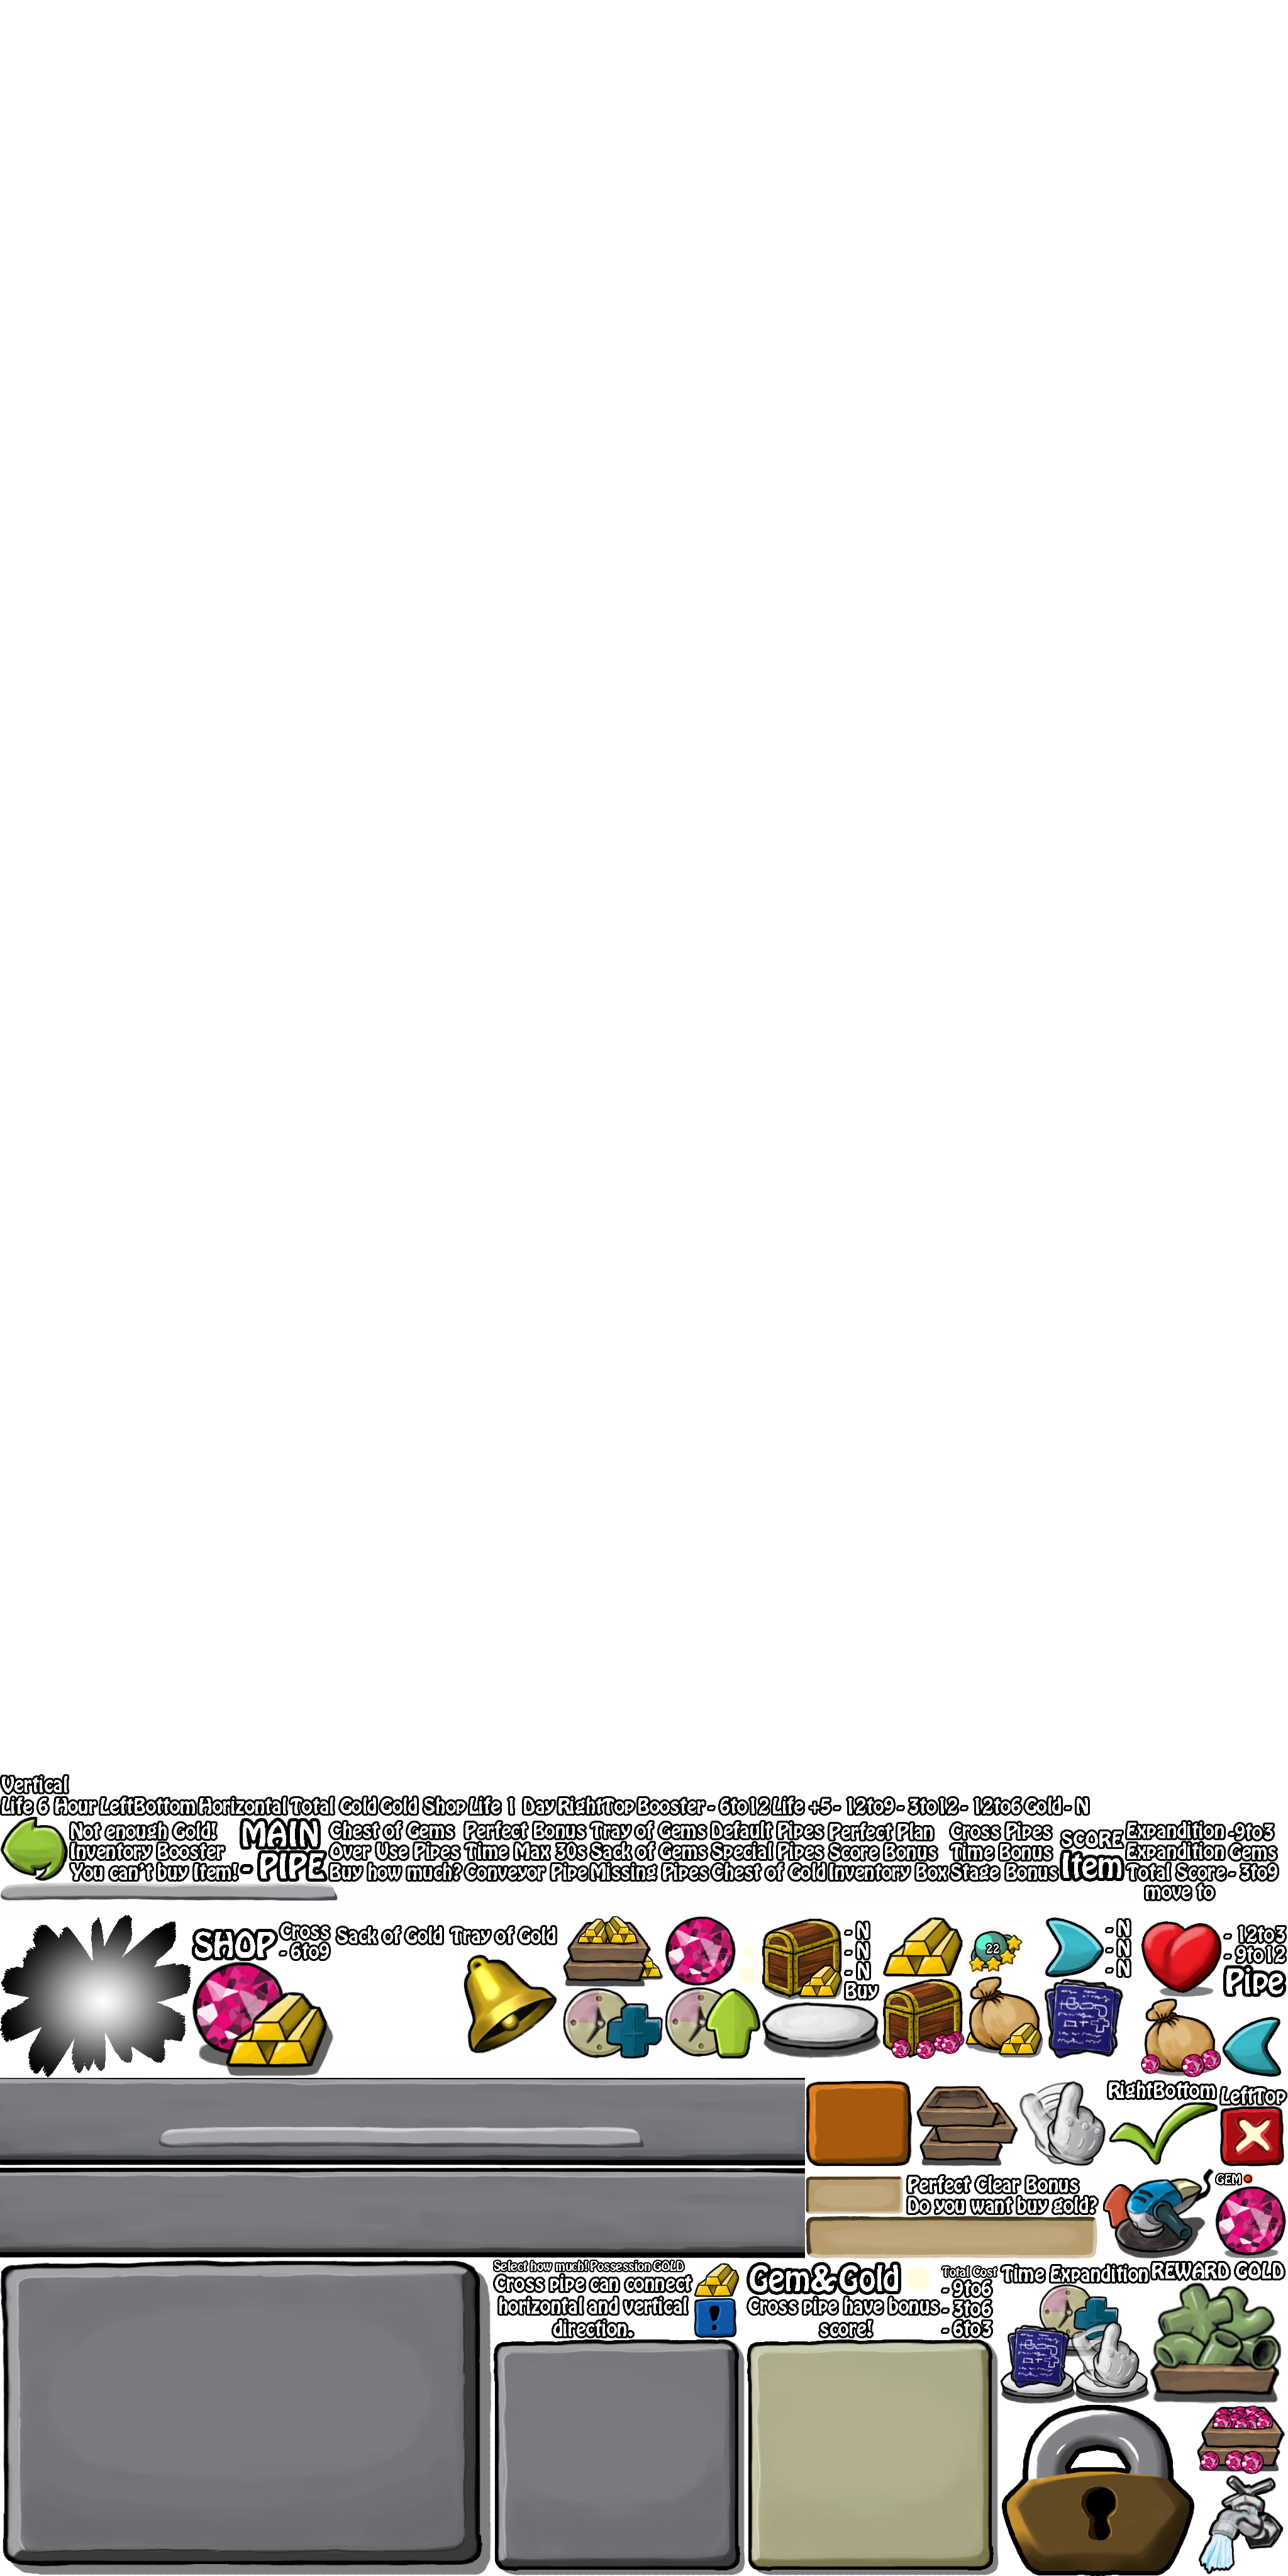 Vertical
Life 6 Hour LeftBottom Horizontal Total Gold Gold Shop Life 1 Day RightTop Booster - 6to12 Life +5 - 12to9 - 3to12 - 12to6 Gold - N
Not enough Gold!
Inventory Booster
You can't buy Item!
MAIN
- PIPE
Chest of Gems Perfect Bonus Tray of Gems Default Pipes Perfect Plan Cross Pipes
Over Use Pipes Time Max 30s Sack of Gems Special Pipes Score Bonus Time Bonus
Buy how much? Conveyor Pipe Missing Pipes Chest of Gold Inventory Box Stage Bonus
SCORE
Item
Expandition -9to3
Expandition Gems
Total Score - 3to9
move to
SHOP
Cross
- 6to9
Sack of Gold Tray of Gold
- N
- N
- N
Buy
22
- N
- N
- N
- 12to3
- 9to12
Pipe
RightBottom
LeftTop
Perfect Clear Bonus
Do you want buy gold?
GEM
Select how much! Possession GOLD
Cross pipe can connect
horizontal and vertical
direction.
!
Gem&Gold
Cross pipe have bonus
score!
Total Cost
- 9to6
- 3to6
- 6to3
Time Expandition
REWARD GOLD